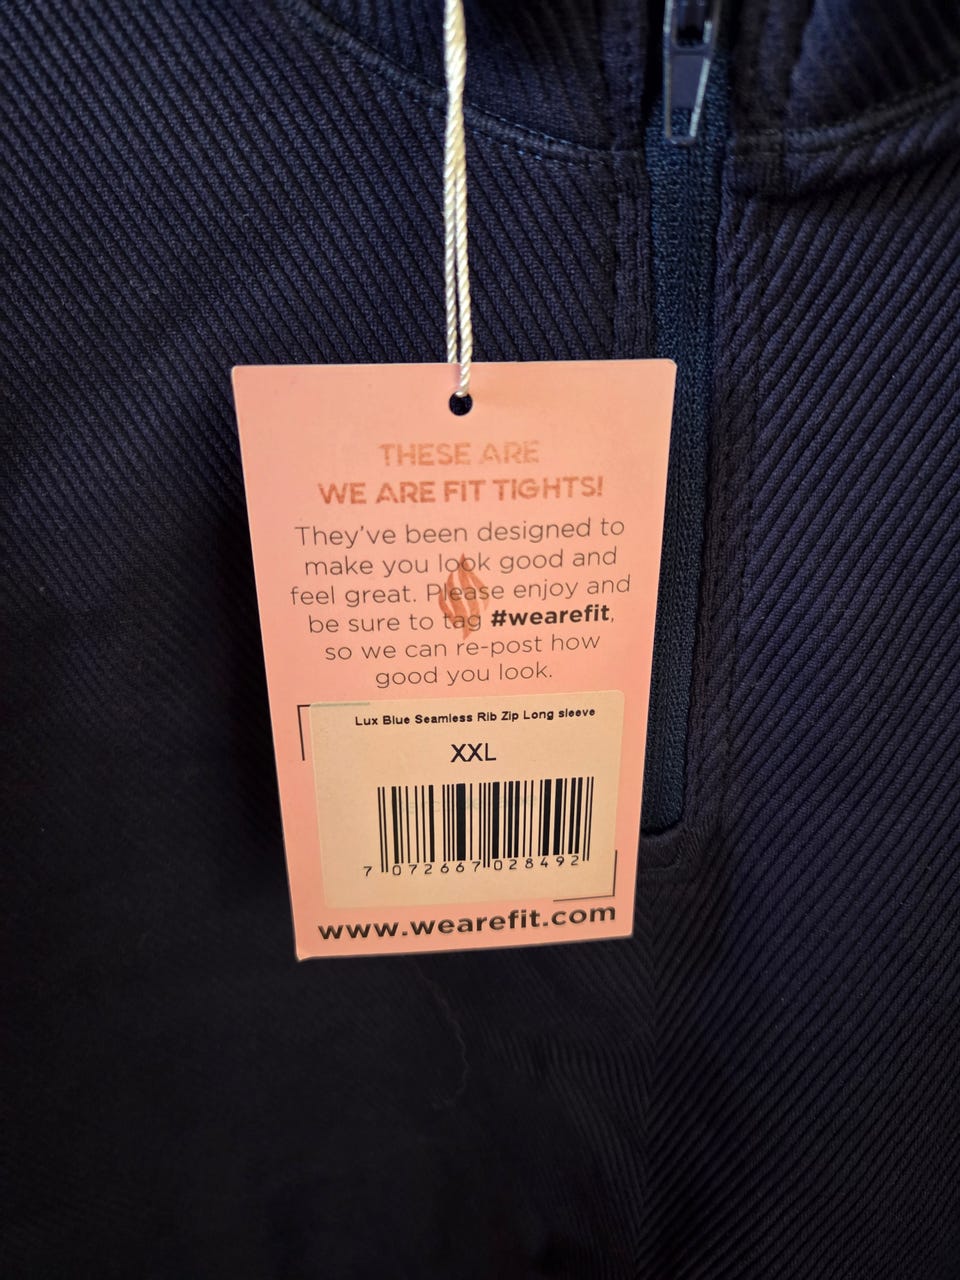 THESE ARE
WE ARE FIT TIGHTS!
They've been designed to
make you look good and
feel great. Please enjoy and
be sure to tag #wearefit,
so we can re-post how
good you look.
Lux Blue Seamless Rib Zip Long sleeve
XXL
7 072667 028492
www.wearefit.com